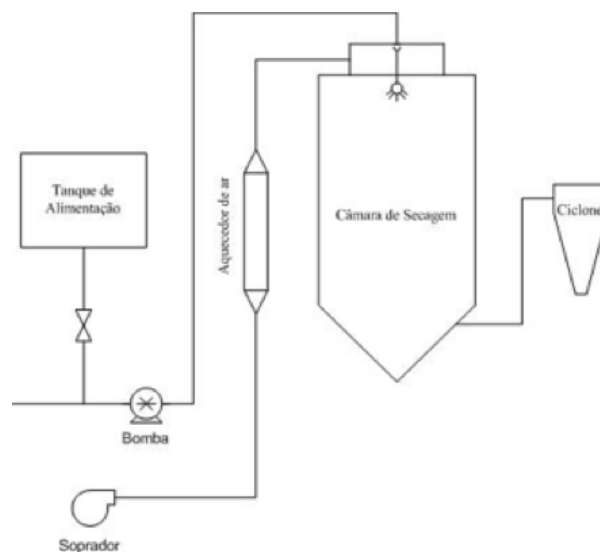 Tanque de
Alimentação
Aquecedor de ar
Câmara de Secagem
Ciclone
Bomba
Soprador